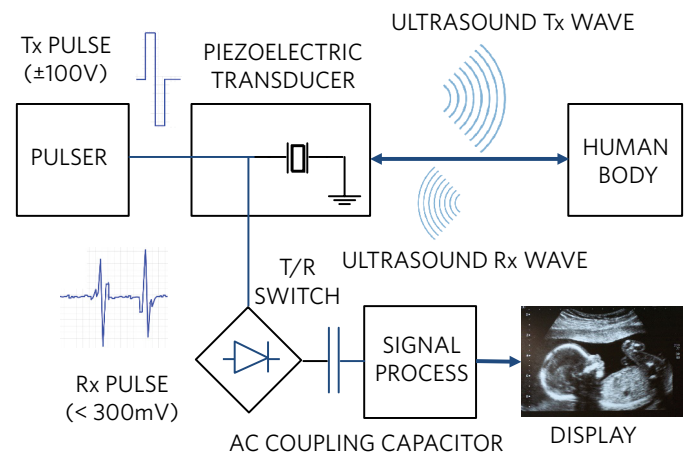 ULTRASOUND Tx WAVE
Tx PULSE
(±100V)
PIEZOELECTRIC
TRANSDUCER
PULSER
HUMAN
BODY
ULTRASOUND Rx WAVE
T/R
SWITCH
Rx PULSE
(< 300mV)
SIGNAL
PROCESS
AC COUPLING CAPACITOR
DISPLAY